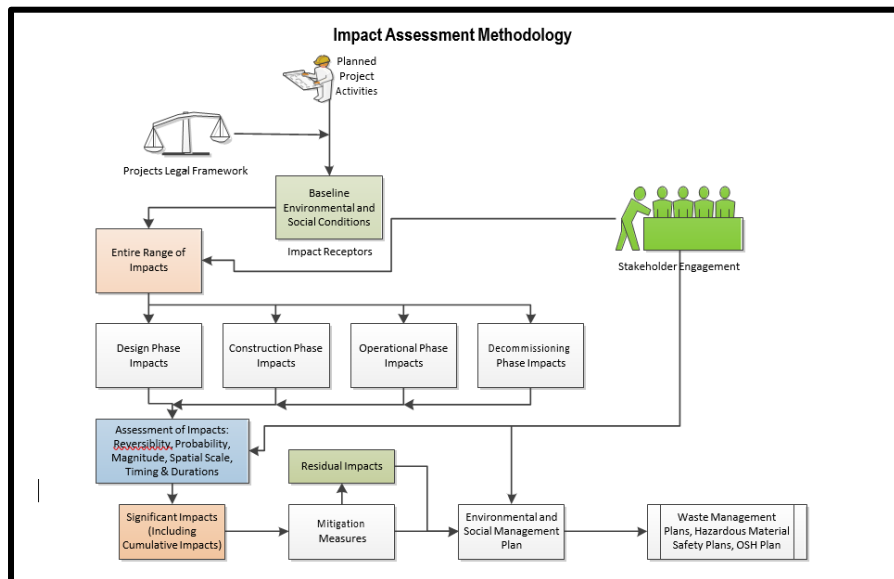 Impact Assessment Methodology
Planned
Project
Activities
Projects Legal Framework
Baseline
Environmental and
Social Conditions
Impact Receptors
Stakeholder Engagement
Entire Range of
Impacts
Design Phase
Impacts
Construction Phase
Impacts
Operational Phase
Impacts
Decommissioning
Phase Impacts
Assessment of Impacts:
Reversiblity, Probability,
Magnitude, Spatial Scale,
Timing & Durations
Residual Impacts
Significant Impacts
(Including
Cumulative Impacts)
Mitigation
Measures
Environmental and
Social Management
Plan
Waste Management
Plans, Hazardous Material
Safety Plans, OSH Plan